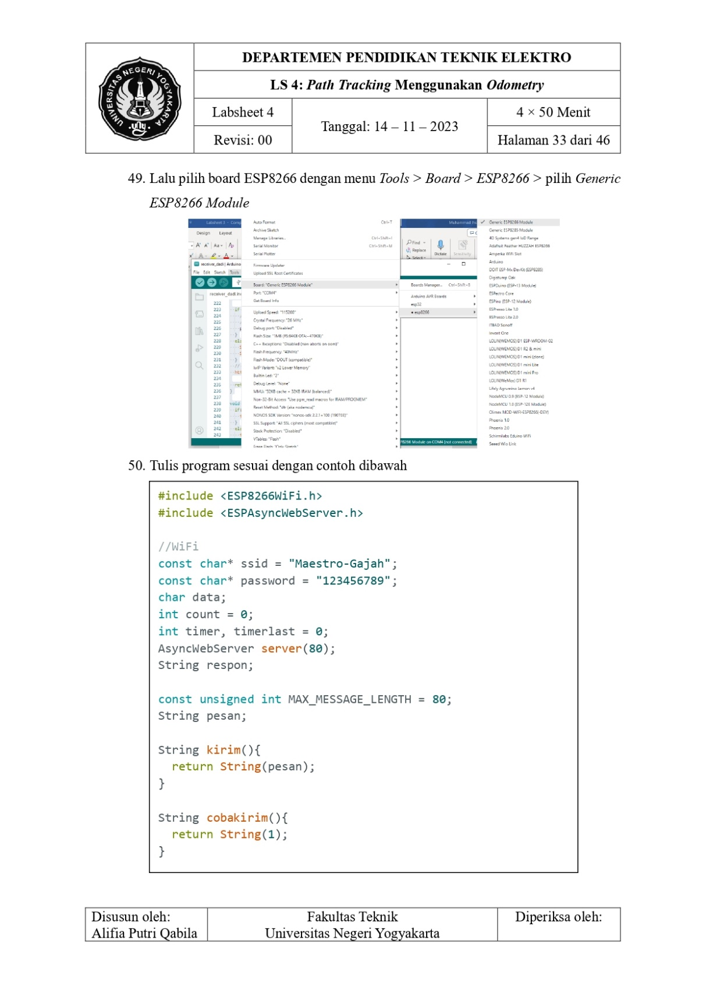 UNIVERSITAS NEGERI YOGYAKARTA
uny
DEPARTEMEN PENDIDIKAN TEKNIK ELEKTRO
LS 4: Path Tracking Menggunakan Odometry
Labsheet 4
Tanggal: 14 – 11 – 2023
4 × 50 Menit
Revisi: 00
Halaman 33 dari 46
49. Lalu pilih board ESP8266 dengan menu Tools > Board > ESP8266 > pilih Generic
ESP8266 Module
Labsheet 3 - Comp
Design Layout
receiver_dadi | Arduino
File Edit Sketch Tools
receiver_dadi.ino
222
223 if
224
225
226
227 }
228 els
229
230
231 }
232 //
233 htt
234
235 ret
236 }
237
238 void
239 if(
240
241 }
242 els
243
Auto Format Ctrl+T
Archive Sketch
Manage Libraries... Ctrl+Shift+I
Serial Monitor Ctrl+Shift+M
Serial Plotter
Firmware Updater
Upload SSL Root Certificates
Board: "Generic ESP8266 Module"
Port: "COM4"
Get Board Info
Upload Speed: "115200"
Crystal Frequency: "26 MHz"
Debug port: "Disabled"
Flash Size: "1MB (FS:64KB OTA:~470KB)"
C++ Exceptions: "Disabled (new aborts on oom)"
Flash Frequency: "40MHz"
Flash Mode: "DOUT (compatible)"
lwIP Variant: "v2 Lower Memory"
Builtin Led: "2"
Debug Level: "None"
MMU: "32KB cache + 32KB IRAM (balanced)"
Non-32-Bit Access: "Use pgm_read macros for IRAM/PROGMEM"
Reset Method: "dtr (aka nodemcu)"
NONOS SDK Version: "nonos-sdk 2.2.1+100 (190703)"
SSL Support: "All SSL ciphers (most compatible)"
Stack Protection: "Disabled"
VTables: "Flash"
Erase Flash: "Only Sketch"
Muhammad Ira
Find
Replace
Select
Dictate
Sensitivity
Boards Manager... Ctrl+Shift+B
Arduino AVR Boards
esp32
• esp8266
P8266 Module on COM4 [not connected]
✓ Generic ESP8266 Module
Generic ESP8285 Module
4D Systems gen4 IoD Range
Adafruit Feather HUZZAH ESP8266
Amperka WiFi Slot
Arduino
DOIT ESP-Mx DevKit (ESP8285)
Digistump Oak
ESPDuino (ESP-13 Module)
ESPectro Core
ESPino (ESP-12 Module)
ESPresso Lite 1.0
ESPresso Lite 2.0
ITEAD Sonoff
Invent One
LOLIN(WEMOS) D1 ESP-WROOM-02
LOLIN(WEMOS) D1 R2 & mini
LOLIN(WEMOS) D1 mini (clone)
LOLIN(WEMOS) D1 mini Lite
LOLIN(WEMOS) D1 mini Pro
LOLIN(WeMos) D1 R1
Lifely Agrumino Lemon v4
NodeMCU 0.9 (ESP-12 Module)
NodeMCU 1.0 (ESP-12E Module)
Olimex MOD-WIFI-ESP8266(-DEV)
Phoenix 1.0
Phoenix 2.0
Schirmilabs Eduino WiFi
Seeed Wio Link
50. Tulis program sesuai dengan contoh dibawah
#include <ESP8266WiFi.h>
#include <ESPAsyncWebServer.h>
//WiFi
const char* ssid = "Maestro-Gajah";
const char* password = "123456789";
char data;
int count = 0;
int timer, timerlast = 0;
AsyncWebServer server(80);
String respon;
const unsigned int MAX_MESSAGE_LENGTH = 80;
String pesan;
String kirim(){
  return String(pesan);
}
String cobakirim(){
  return String(1);
}
Disusun oleh:
Alifia Putri Qabila
Fakultas Teknik
Universitas Negeri Yogyakarta
Diperiksa oleh: